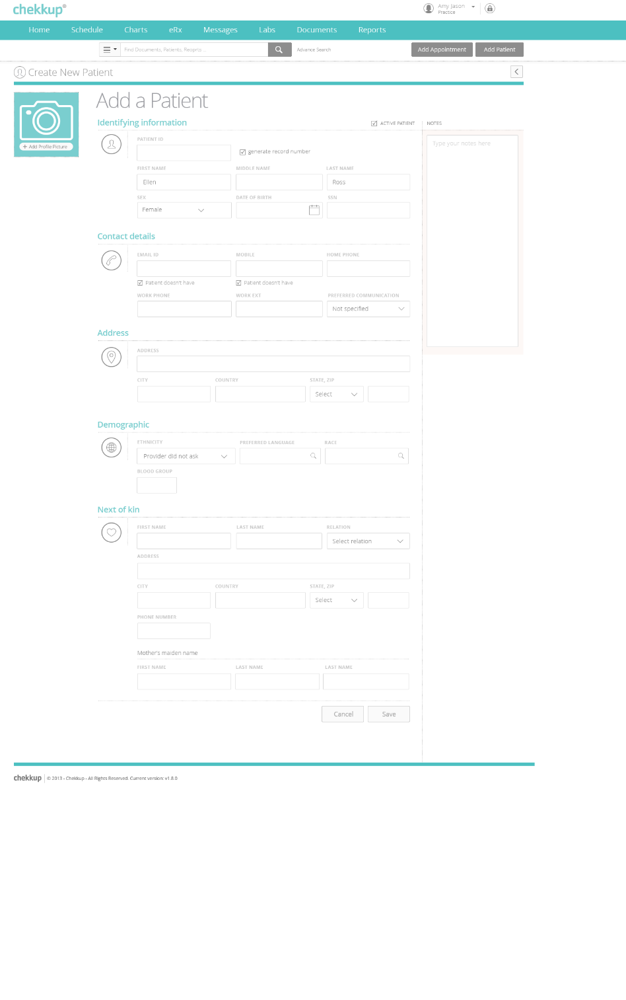 chekkup®
Amy Jason
Practice
Home Schedule Charts eRx Messages Labs Documents Reports
Find Documents, Patients, Reoprts ... Advance Search Add Appointment Add Patient
Create New Patient
Add a Patient
+ Add Profile Picture
Identifying information ACTIVE PATIENT NOTES
PATIENT ID
Type your notes here
generate record number
FIRST NAME MIDDLE NAME LAST NAME
Ellen Ross
SEX DATE OF BIRTH SSN
Female
Contact details
EMAIL ID MOBILE HOME PHONE
Patient doesn't have Patient doesn't have
WORK PHONE WORK EXT PREFERRED COMMUNICATION
Not specified
Address
ADDRESS
CITY COUNTRY STATE, ZIP
Select
Demographic
ETHNICITY PREFERRED LANGUAGE RACE
Provider did not ask
BLOOD GROUP
Next of kin
FIRST NAME LAST NAME RELATION
Select relation
ADDRESS
CITY COUNTRY STATE, ZIP
Select
PHONE NUMBER
Mother's maiden name
FIRST NAME LAST NAME LAST NAME
Cancel Save
chekkup © 2013 - Chekkup - All Rights Reserved. Current version: v1.8.0